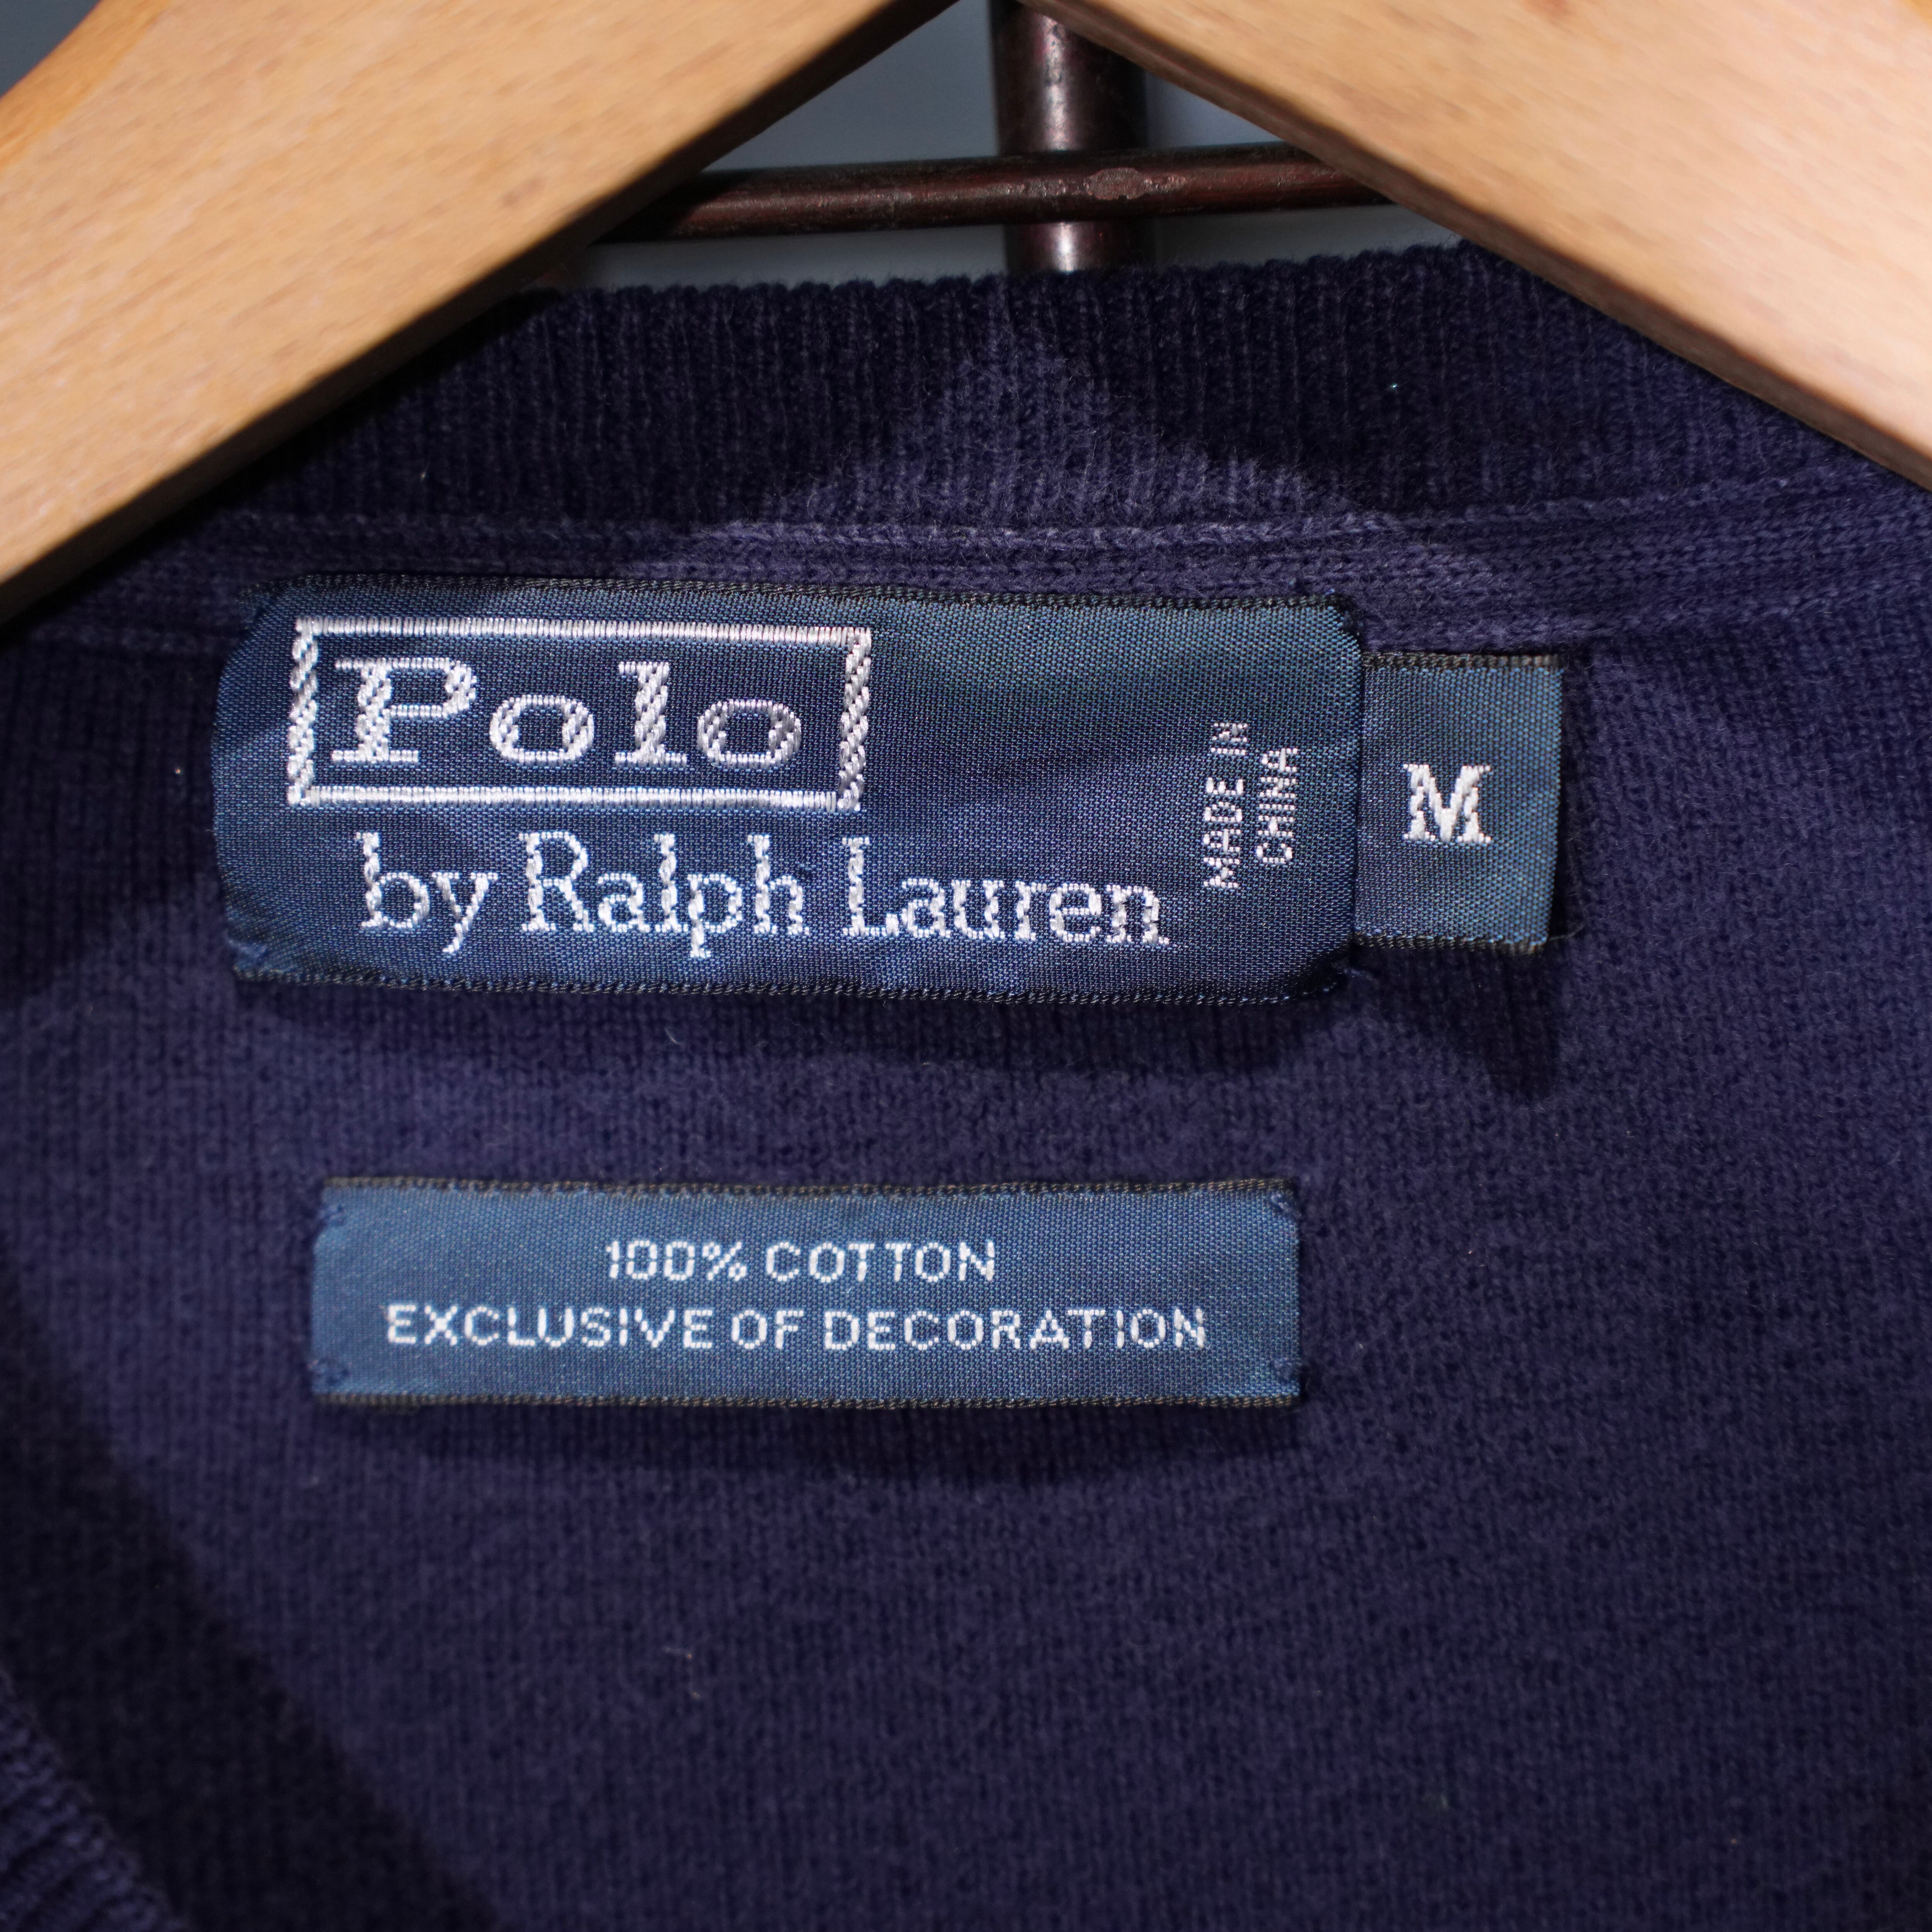 Polo
by Ralph Lauren
MADE IN
CHINA
M
100% COTTON
EXCLUSIVE OF DECORATION